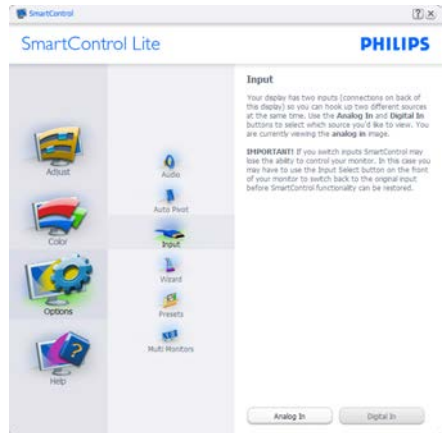 SmartControl
SmartControl Lite
PHILIPS
Adjust
Color
Options
Help
Audio
Auto Pivot
Input
Wizard
Presets
Multi Monitors
Input
Your display has two inputs (connections on back of
this display) so you can hook up two different sources
at the same time. Use the Analog In and Digital In
buttons to select which source you'd like to view. You
are currently viewing the analog in image.
IMPORTANT! If you switch inputs SmartControl may
lose the ability to control your monitor. In this case you
may have to use the Input Select button on the front
of your monitor to switch back to the original input
before SmartControl functionality can be restored.
Analog In
Digital In